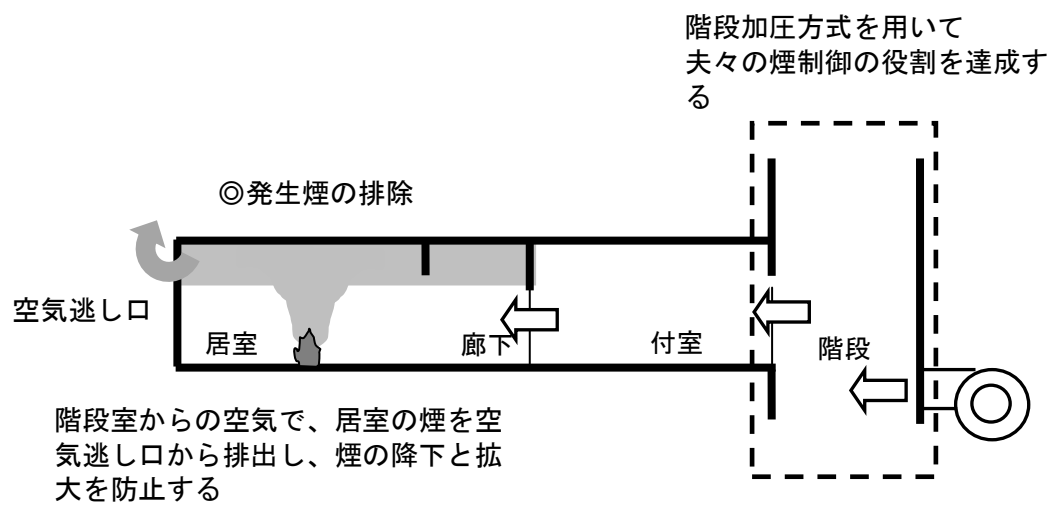 階段加圧方式を用いて
夫々の煙制御の役割を達成す
る
◎発生煙の排除
空気逃し口
居室
廊下
付室
階段
階段室からの空気で、居室の煙を空
気逃し口から排出し、煙の降下と拡
大を防止する